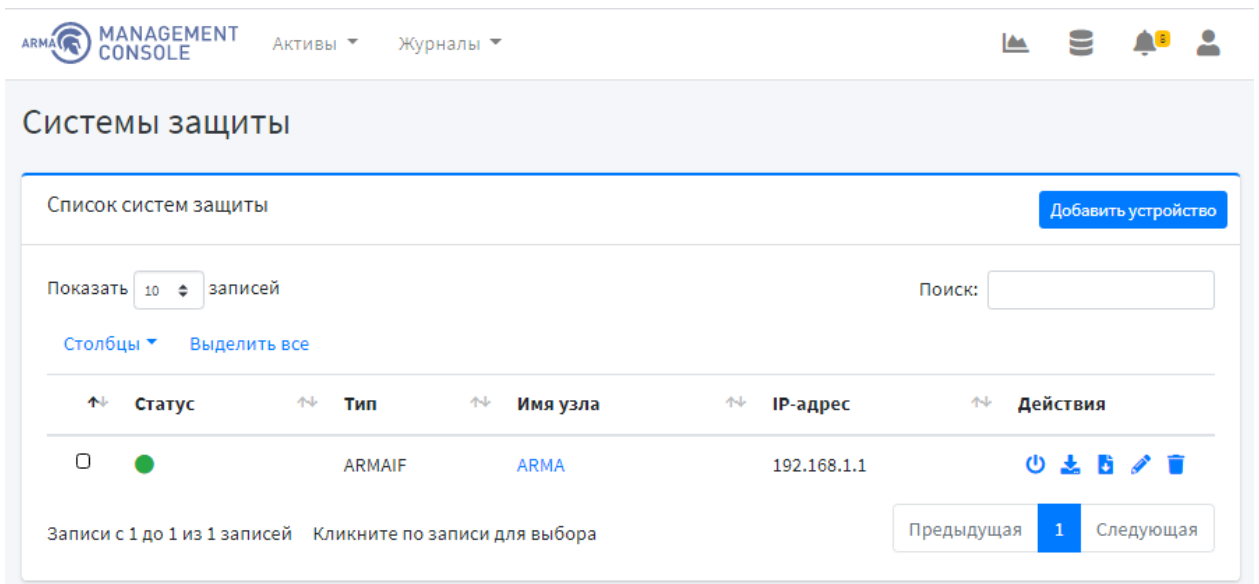 ARMA MANAGEMENT CONSOLE Активы Журналы 6
Системы защиты
Список систем защиты Добавить устройство
Показать 10 записей Поиск:
Столбцы Выделить все
Статус Тип Имя узла IP-адрес Действия
ARMAIF ARMA 192.168.1.1
Записи с 1 до 1 из 1 записей Кликните по записи для выбора Предыдущая 1 Следующая